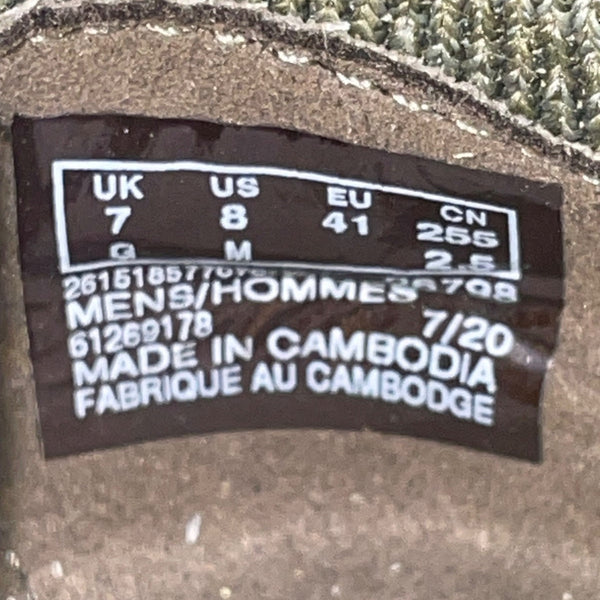 UK US EU CN
7 8 41 255
G M 2.5
MENS/HOMMES 7/20
61269178
MADE IN CAMBODIA
FABRIQUE AU CAMBODGE